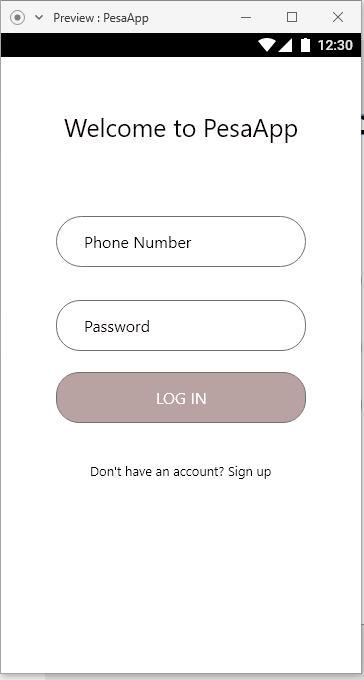 Preview : PesaApp
12:30
Welcome to PesaApp
Phone Number
Password
LOG IN
Don't have an account? Sign up